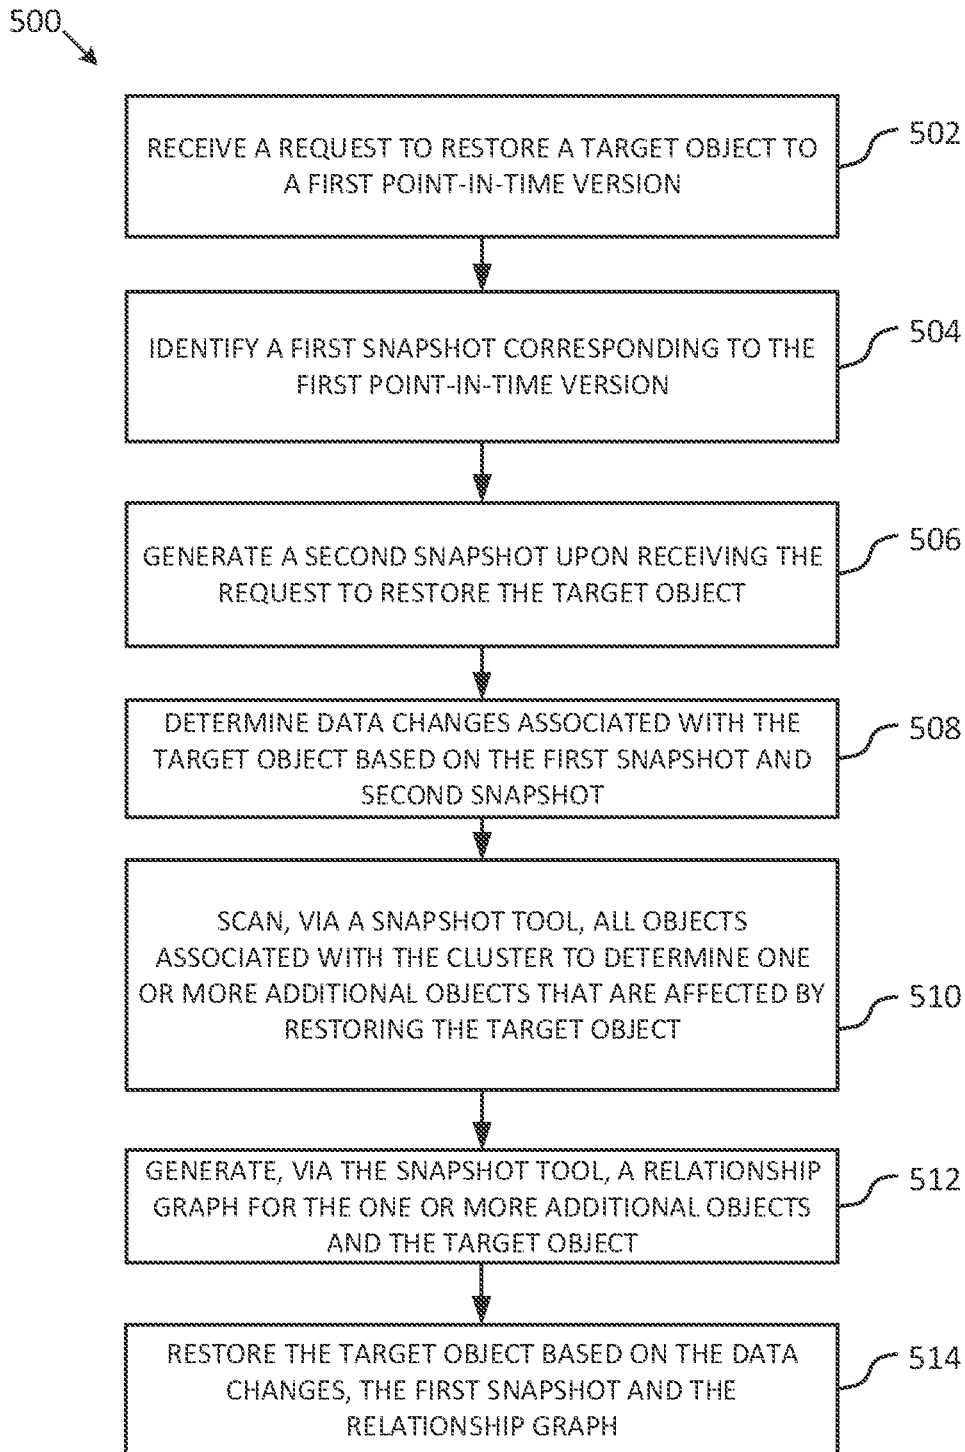 500
RECEIVE A REQUEST TO RESTORE A TARGET OBJECT TO
A FIRST POINT-IN-TIME VERSION
502
IDENTIFY A FIRST SNAPSHOT CORRESPONDING TO THE
FIRST POINT-IN-TIME VERSION
504
GENERATE A SECOND SNAPSHOT UPON RECEIVING THE
REQUEST TO RESTORE THE TARGET OBJECT
506
DETERMINE DATA CHANGES ASSOCIATED WITH THE
TARGET OBJECT BASED ON THE FIRST SNAPSHOT AND
SECOND SNAPSHOT
508
SCAN, VIA A SNAPSHOT TOOL, ALL OBJECTS
ASSOCIATED WITH THE CLUSTER TO DETERMINE ONE
OR MORE ADDITIONAL OBJECTS THAT ARE AFFECTED BY
RESTORING THE TARGET OBJECT
510
GENERATE, VIA THE SNAPSHOT TOOL, A RELATIONSHIP
GRAPH FOR THE ONE OR MORE ADDITIONAL OBJECTS
AND THE TARGET OBJECT
512
RESTORE THE TARGET OBJECT BASED ON THE DATA
CHANGES, THE FIRST SNAPSHOT AND THE
RELATIONSHIP GRAPH
514